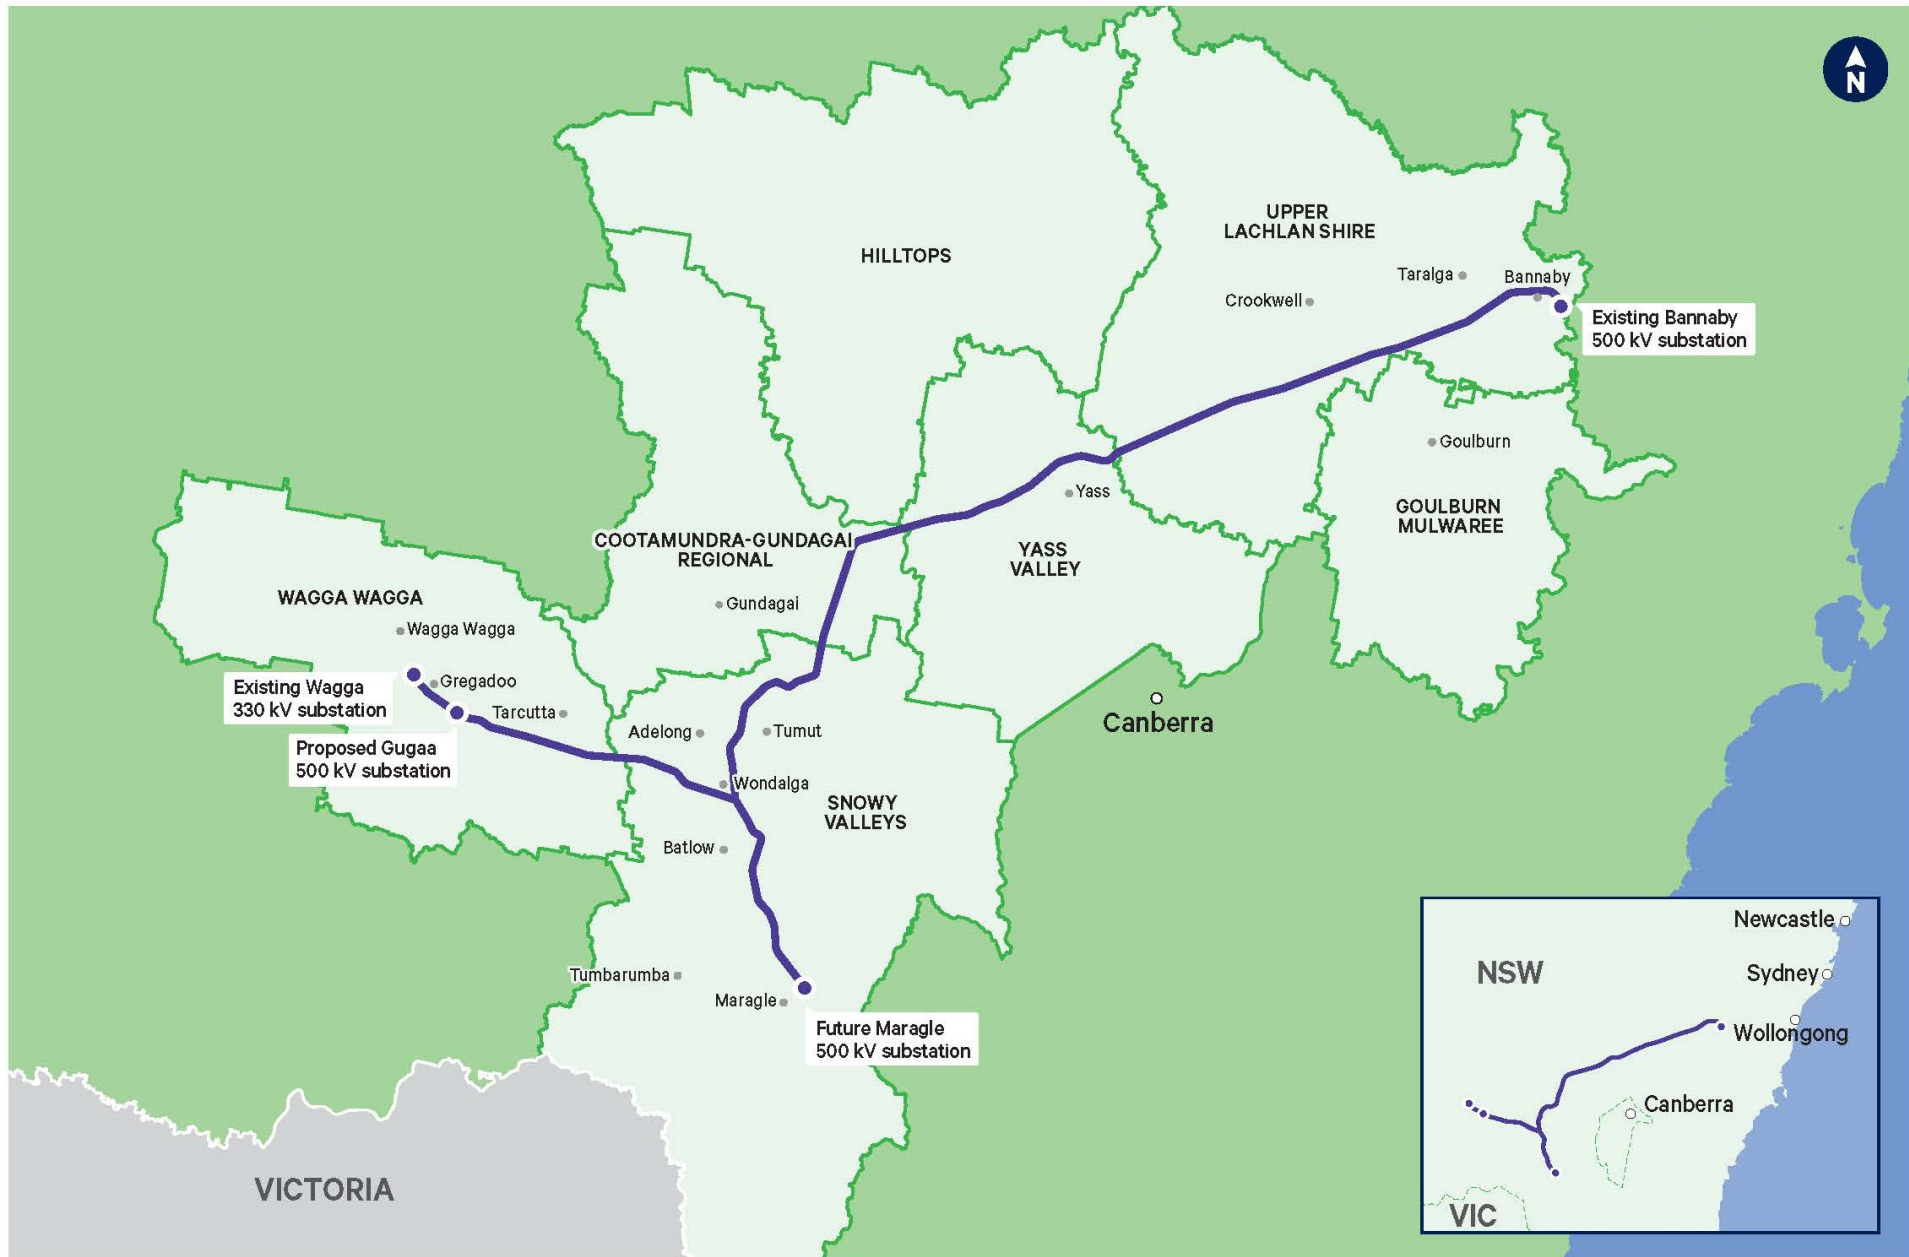 N
UPPER
LACHLAN SHIRE
HILLTOPS
Taralga
Bannaby
Crookwell
Existing Bannaby
500 kV substation
Goulburn
Yass
GOULBURN
MULWAREE
COOTAMUNDRA-GUNDAGAI
REGIONAL
YASS
VALLEY
WAGGA WAGGA
Gundagai
Wagga Wagga
Gregadoo
Existing Wagga
330 kV substation
Tarcutta
Adelong
Tumut
Canberra
Proposed Gugaa
500 kV substation
Wondalga
SNOWY
VALLEYS
Batlow
Tumbarumba
Maragle
Future Maragle
500 kV substation
VICTORIA
Newcastle
NSW
Sydney
Wollongong
Canberra
VIC